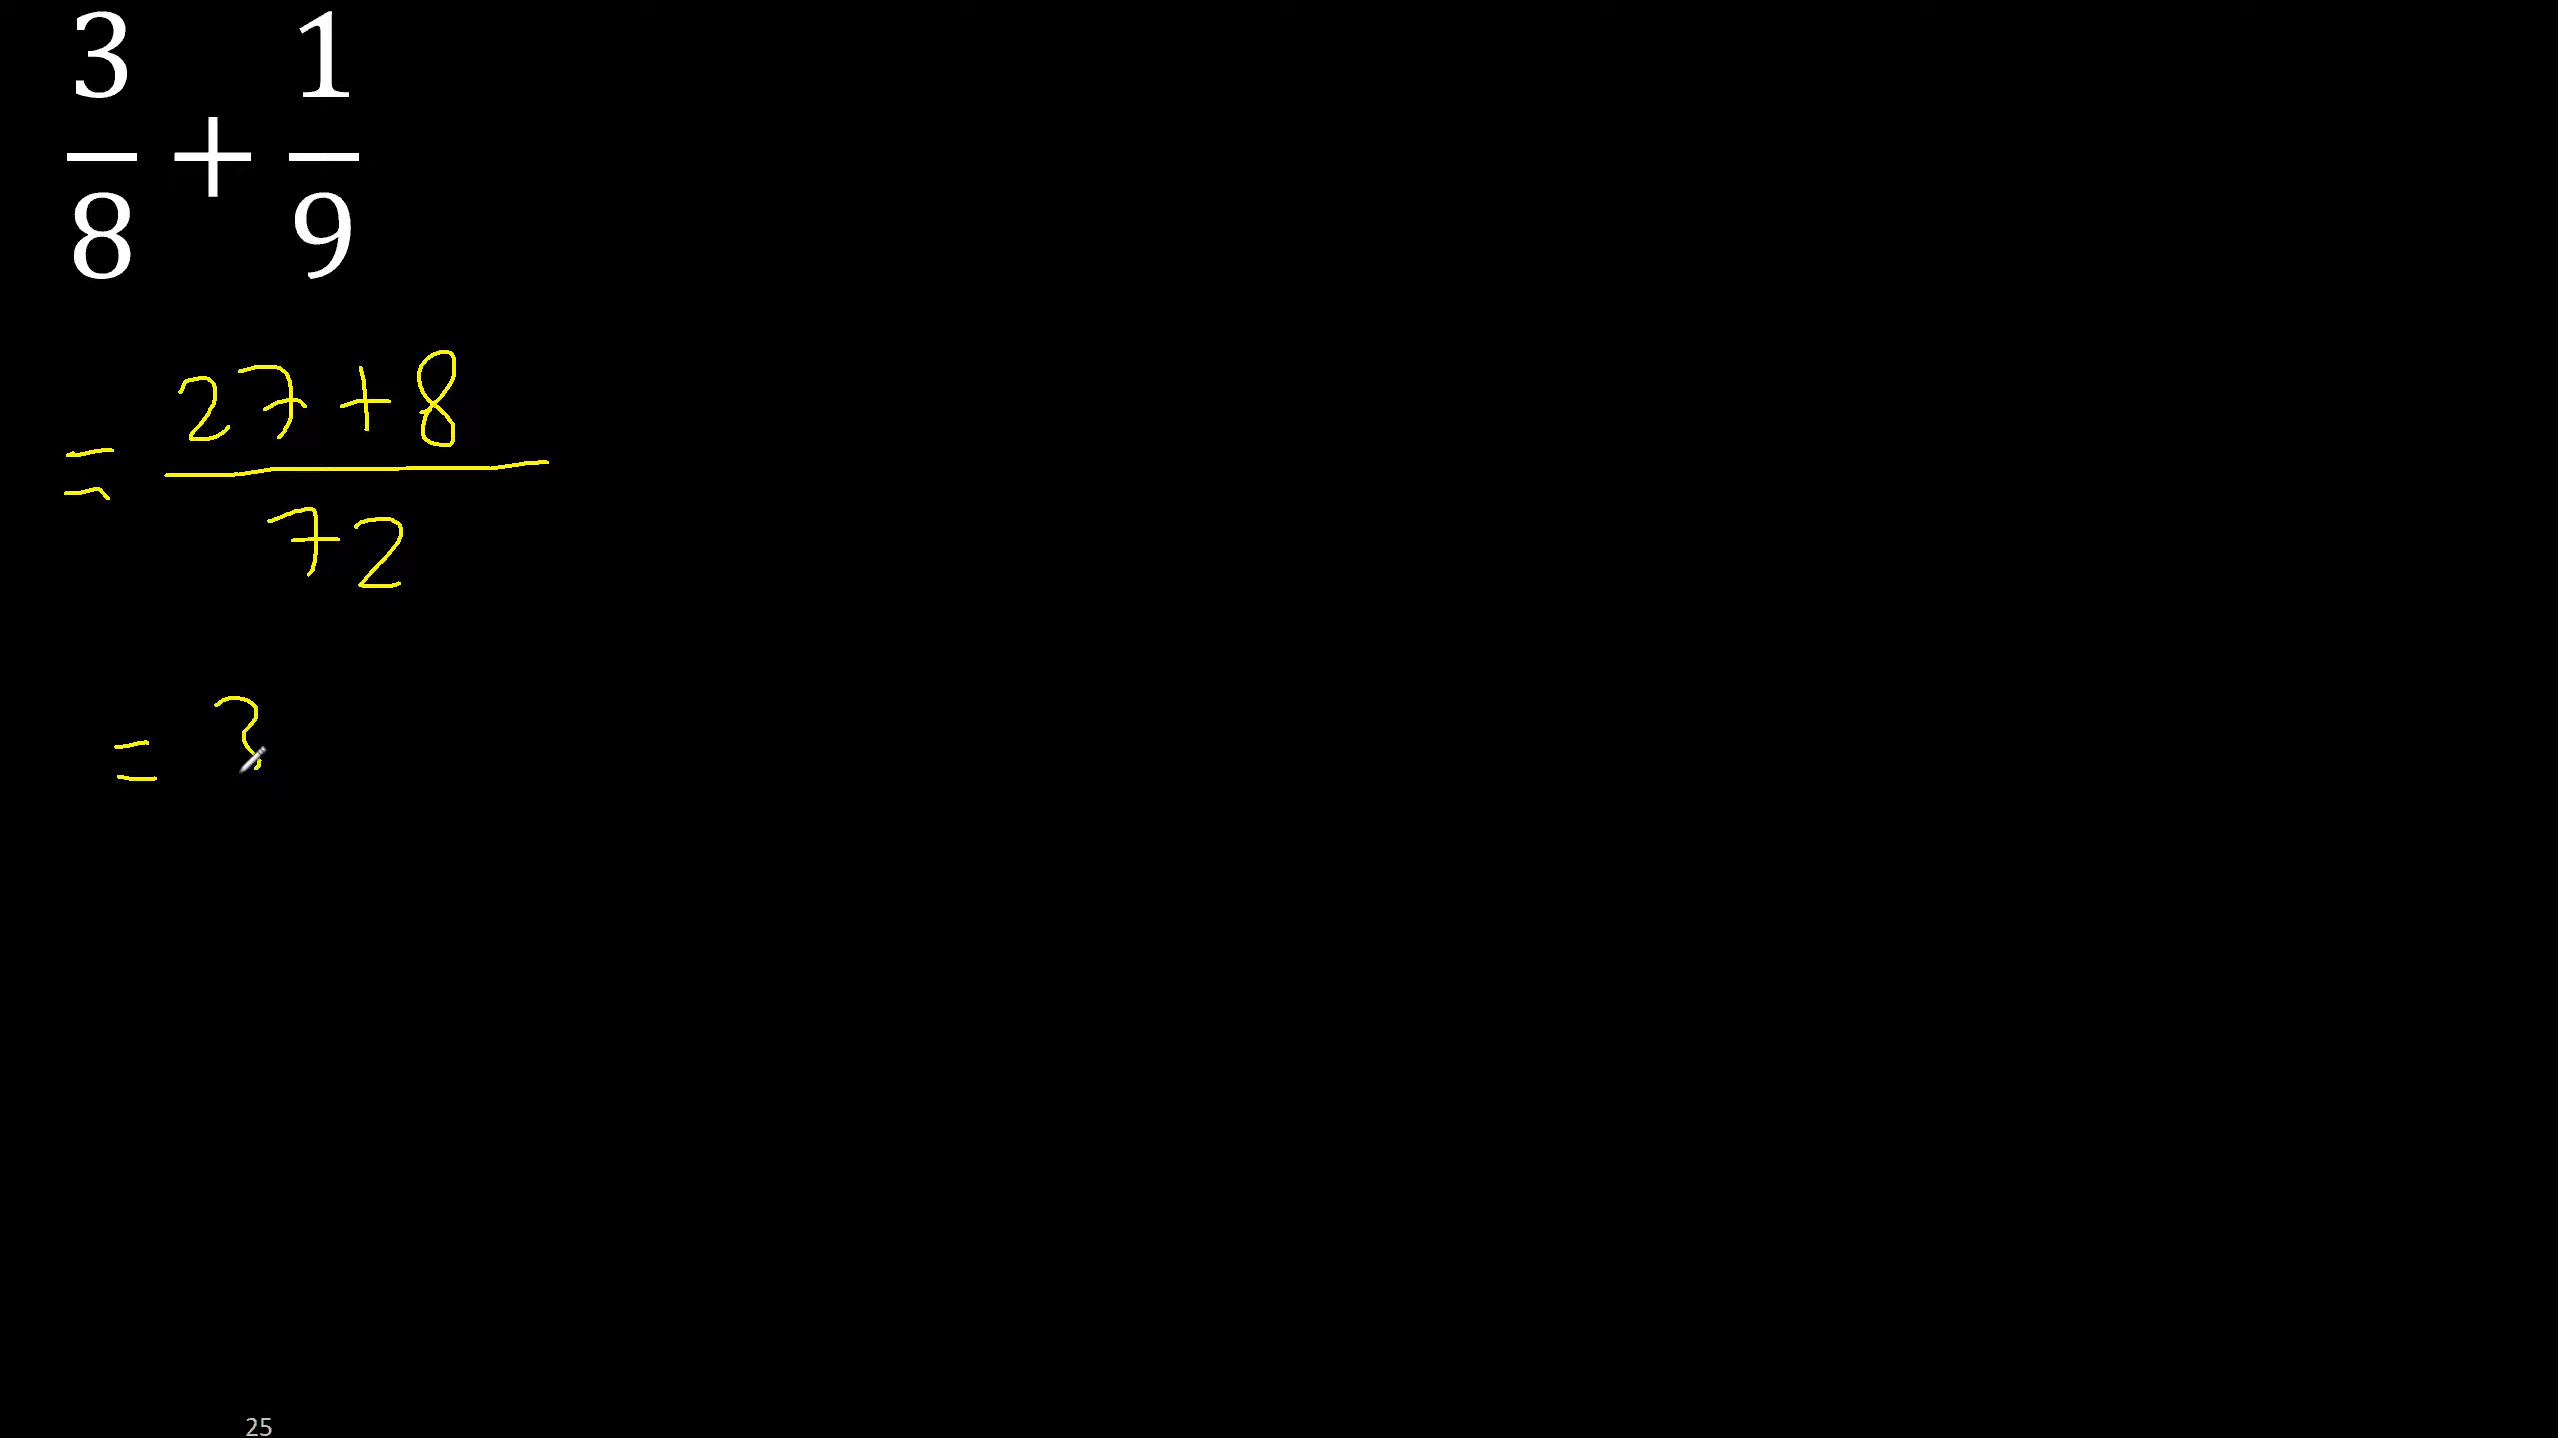 3/8 + 1/9
= 27+8/72
= 3
25